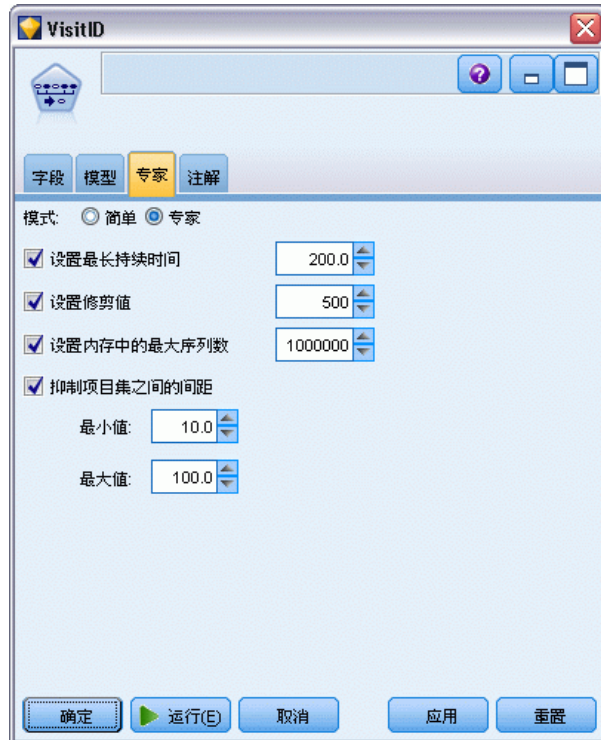 VisitID
字段 模型 专家 注解
模式: 简单 专家
设置最长持续时间 200.0
设置修剪值 500
设置内存中的最大序列数 1000000
抑制项目集之间的间距
最小值: 10.0
最大值: 100.0
确定 运行(E) 取消 应用 重置